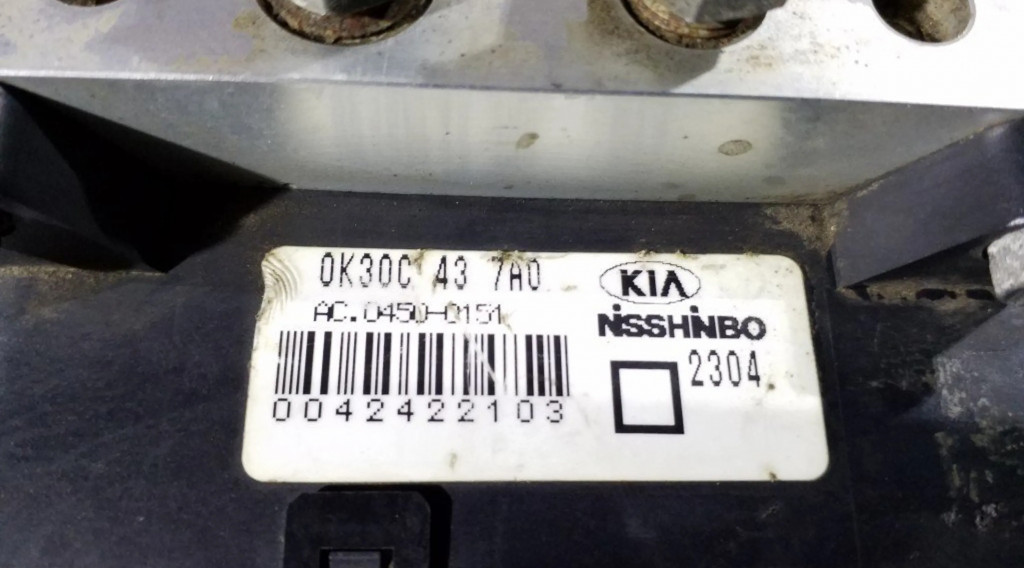 0K30C 43 7A0
AC.0450-0151
0042422103
KIA
NiSSHiNBO
2304